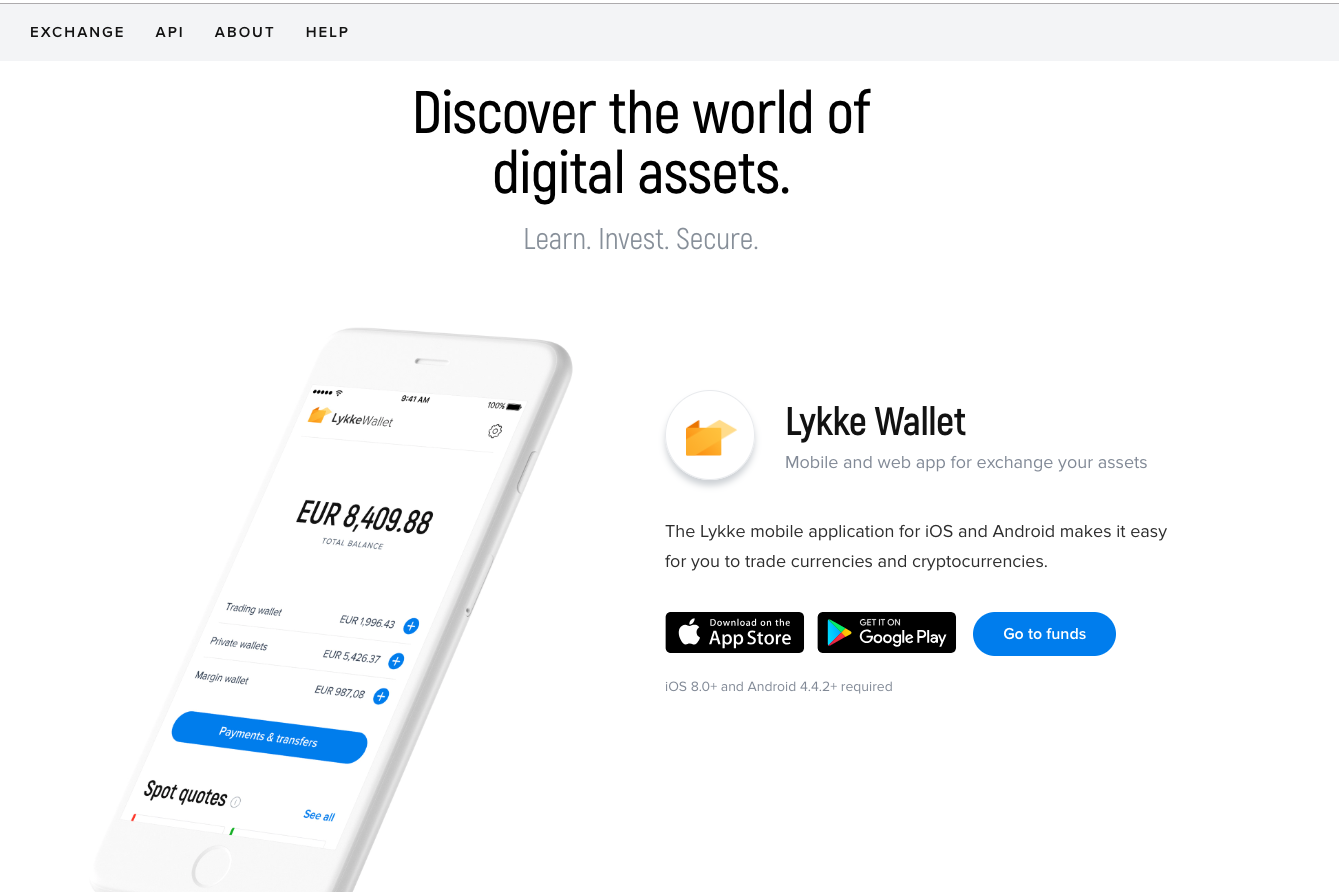 EXCHANGE API ABOUT HELP
Discover the world of
digital assets.
Learn. Invest. Secure.
9:41 AM 100%
LykkeWallet
EUR 8,409.88
TOTAL BALANCE
Trading wallet EUR 1,996.43
Private wallets EUR 5,426.37
Margin wallet EUR 987,08
Payments & transfers
Spot quotes See all
Lykke Wallet
Mobile and web app for exchange your assets
The Lykke mobile application for iOS and Android makes it easy
for you to trade currencies and cryptocurrencies.
Download on the
App Store
GET IT ON
Google Play
Go to funds
iOS 8.0+ and Android 4.4.2+ required